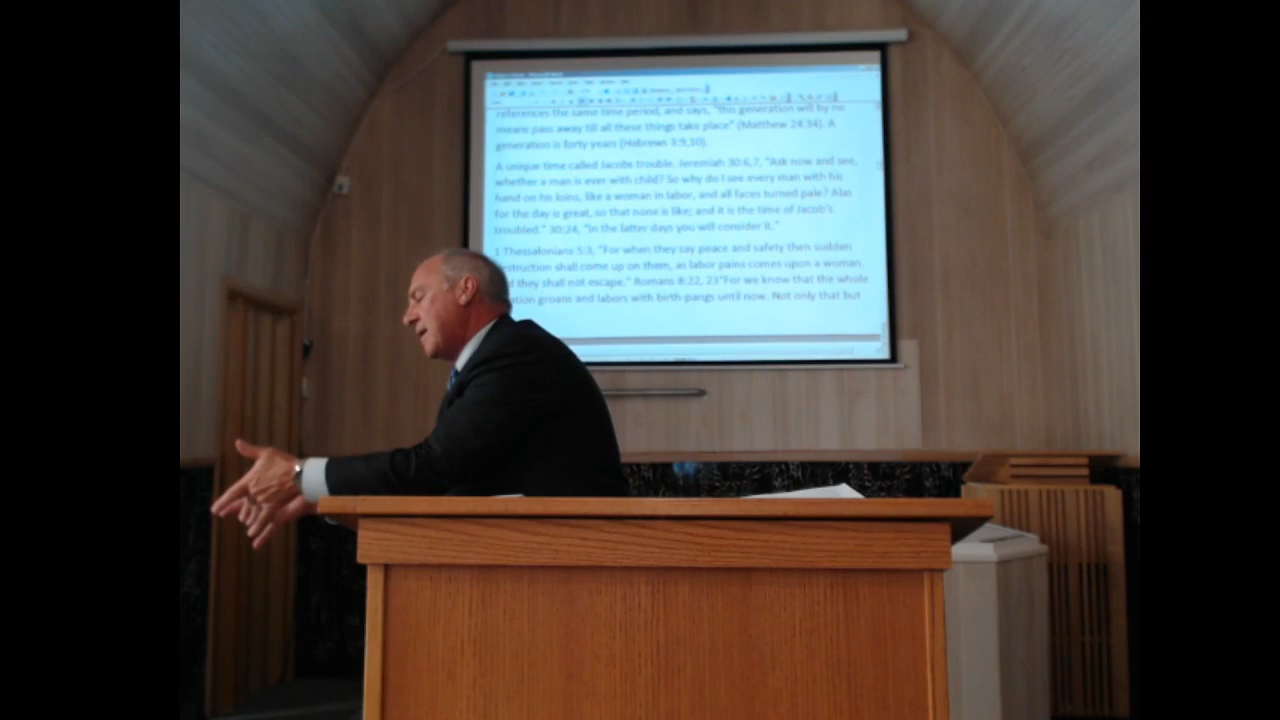 references the same time period, and says, "this generation will by no
means pass away till all these things take place" (Matthew 24:34). A
generation is forty years (Hebrews 3:9,10).
A unique time called Jacobs trouble. Jeremiah 30:6,7, "Ask now and see,
whether a man is ever with child? So why do I see every man with his
hand on his loins, like a woman in labor, and all faces turned pale? Alas
for the day is great, so that none is like; and it is the time of Jacob's
troubled." 30:24, "in the latter days you will consider it."
1 Thessalonians 5:3, "For when they say peace and safety then sudden
struction shall come up on them, as labor pains comes upon a woman.
d they shall not escape." Romans 8:22, 23"For we know that the whole
ation groans and labors with birth-pangs until now. Not only that but